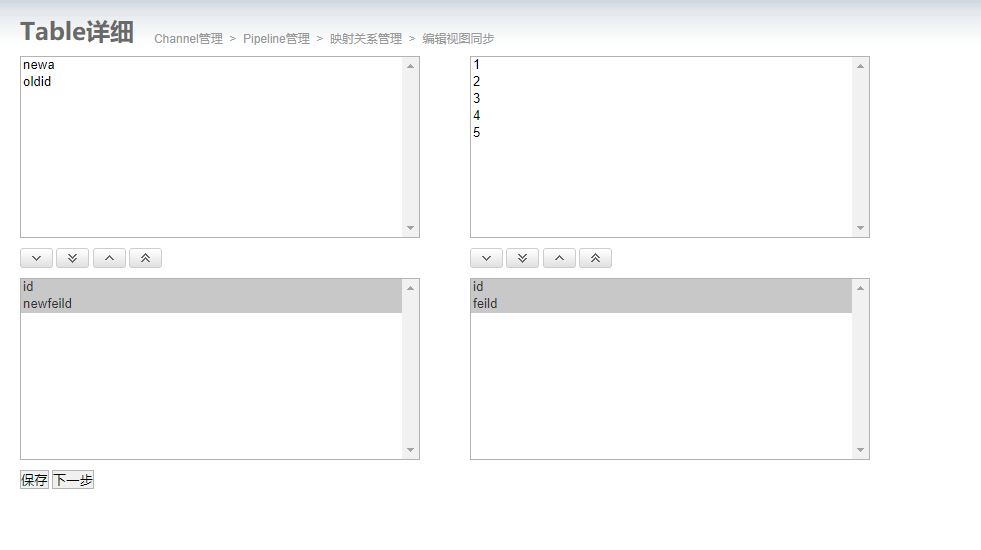 Table详细 Channel管理 > Pipeline管理 > 映射关系管理 > 编辑视图同步
newa
oldid
1
2
3
4
5
id
newfeild
id
feild
保存 下一步